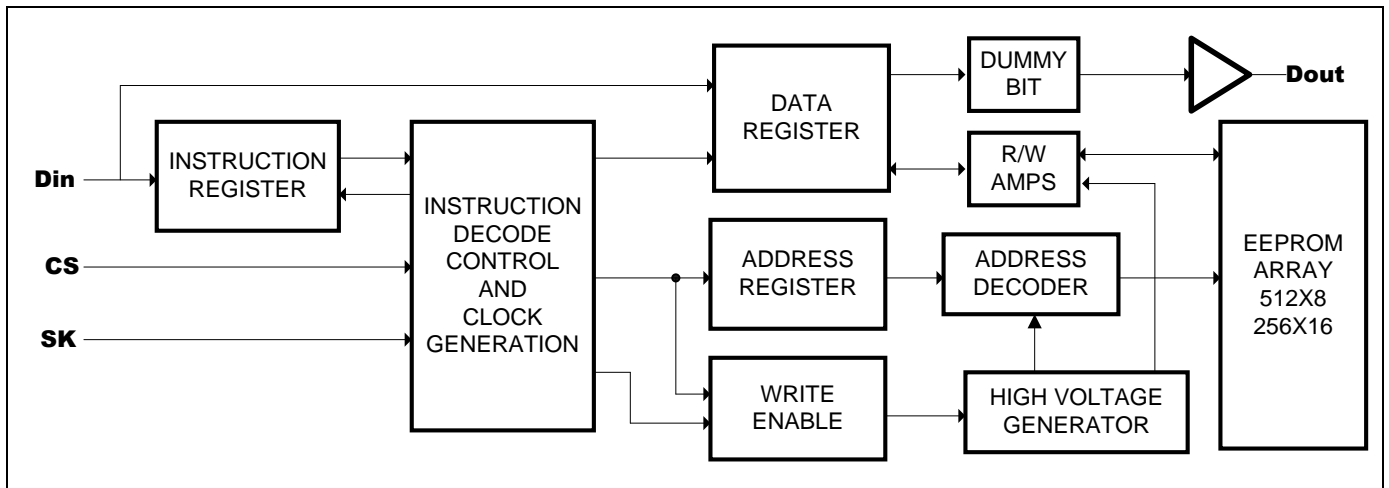 Din
CS
SK
INSTRUCTION
REGISTER
INSTRUCTION
DECODE
CONTROL
AND
CLOCK
GENERATION
DATA
REGISTER
DUMMY
BIT
Dout
R/W
AMPS
ADDRESS
REGISTER
ADDRESS
DECODER
WRITE
ENABLE
HIGH VOLTAGE
GENERATOR
EEPROM
ARRAY
512X8
256X16